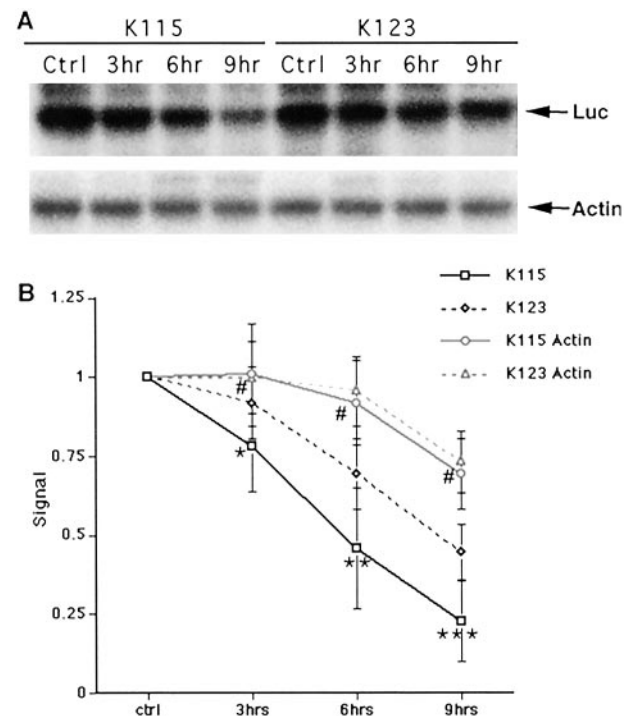 A
K115 K123
Ctrl 3hr 6hr 9hr Ctrl 3hr 6hr 9hr
Luc
Actin
B
K115
K123
K115 Actin
K123 Actin
1.25
1
0.75
0.5
0.25
0
Signal
#
#
#
*
**
***
ctrl 3hrs 6hrs 9hrs